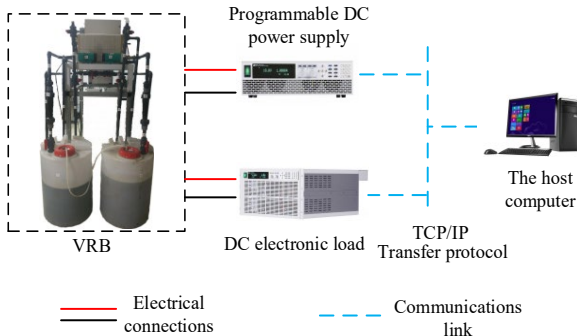 Programmable DC
power supply
VRB
DC electronic load
TCP/IP
Transfer protocol
The host
computer
Electrical
connections
Communications
link